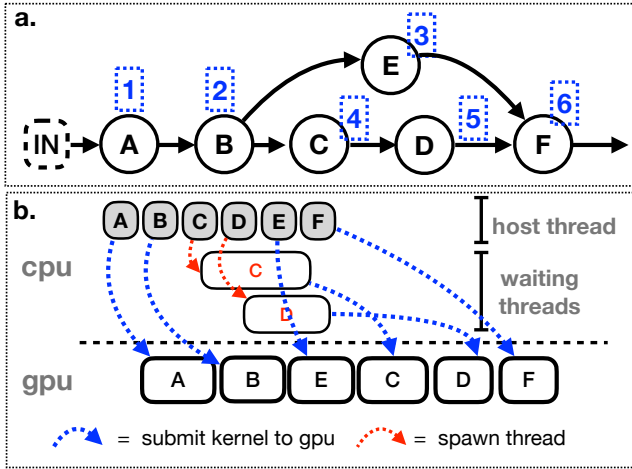 a.
1 2 3 4 5 6
IN A B C D E F
b.
A B C D E F
host thread
cpu
C
waiting
threads
D
gpu
A B E C D F
= submit kernel to gpu = spawn thread